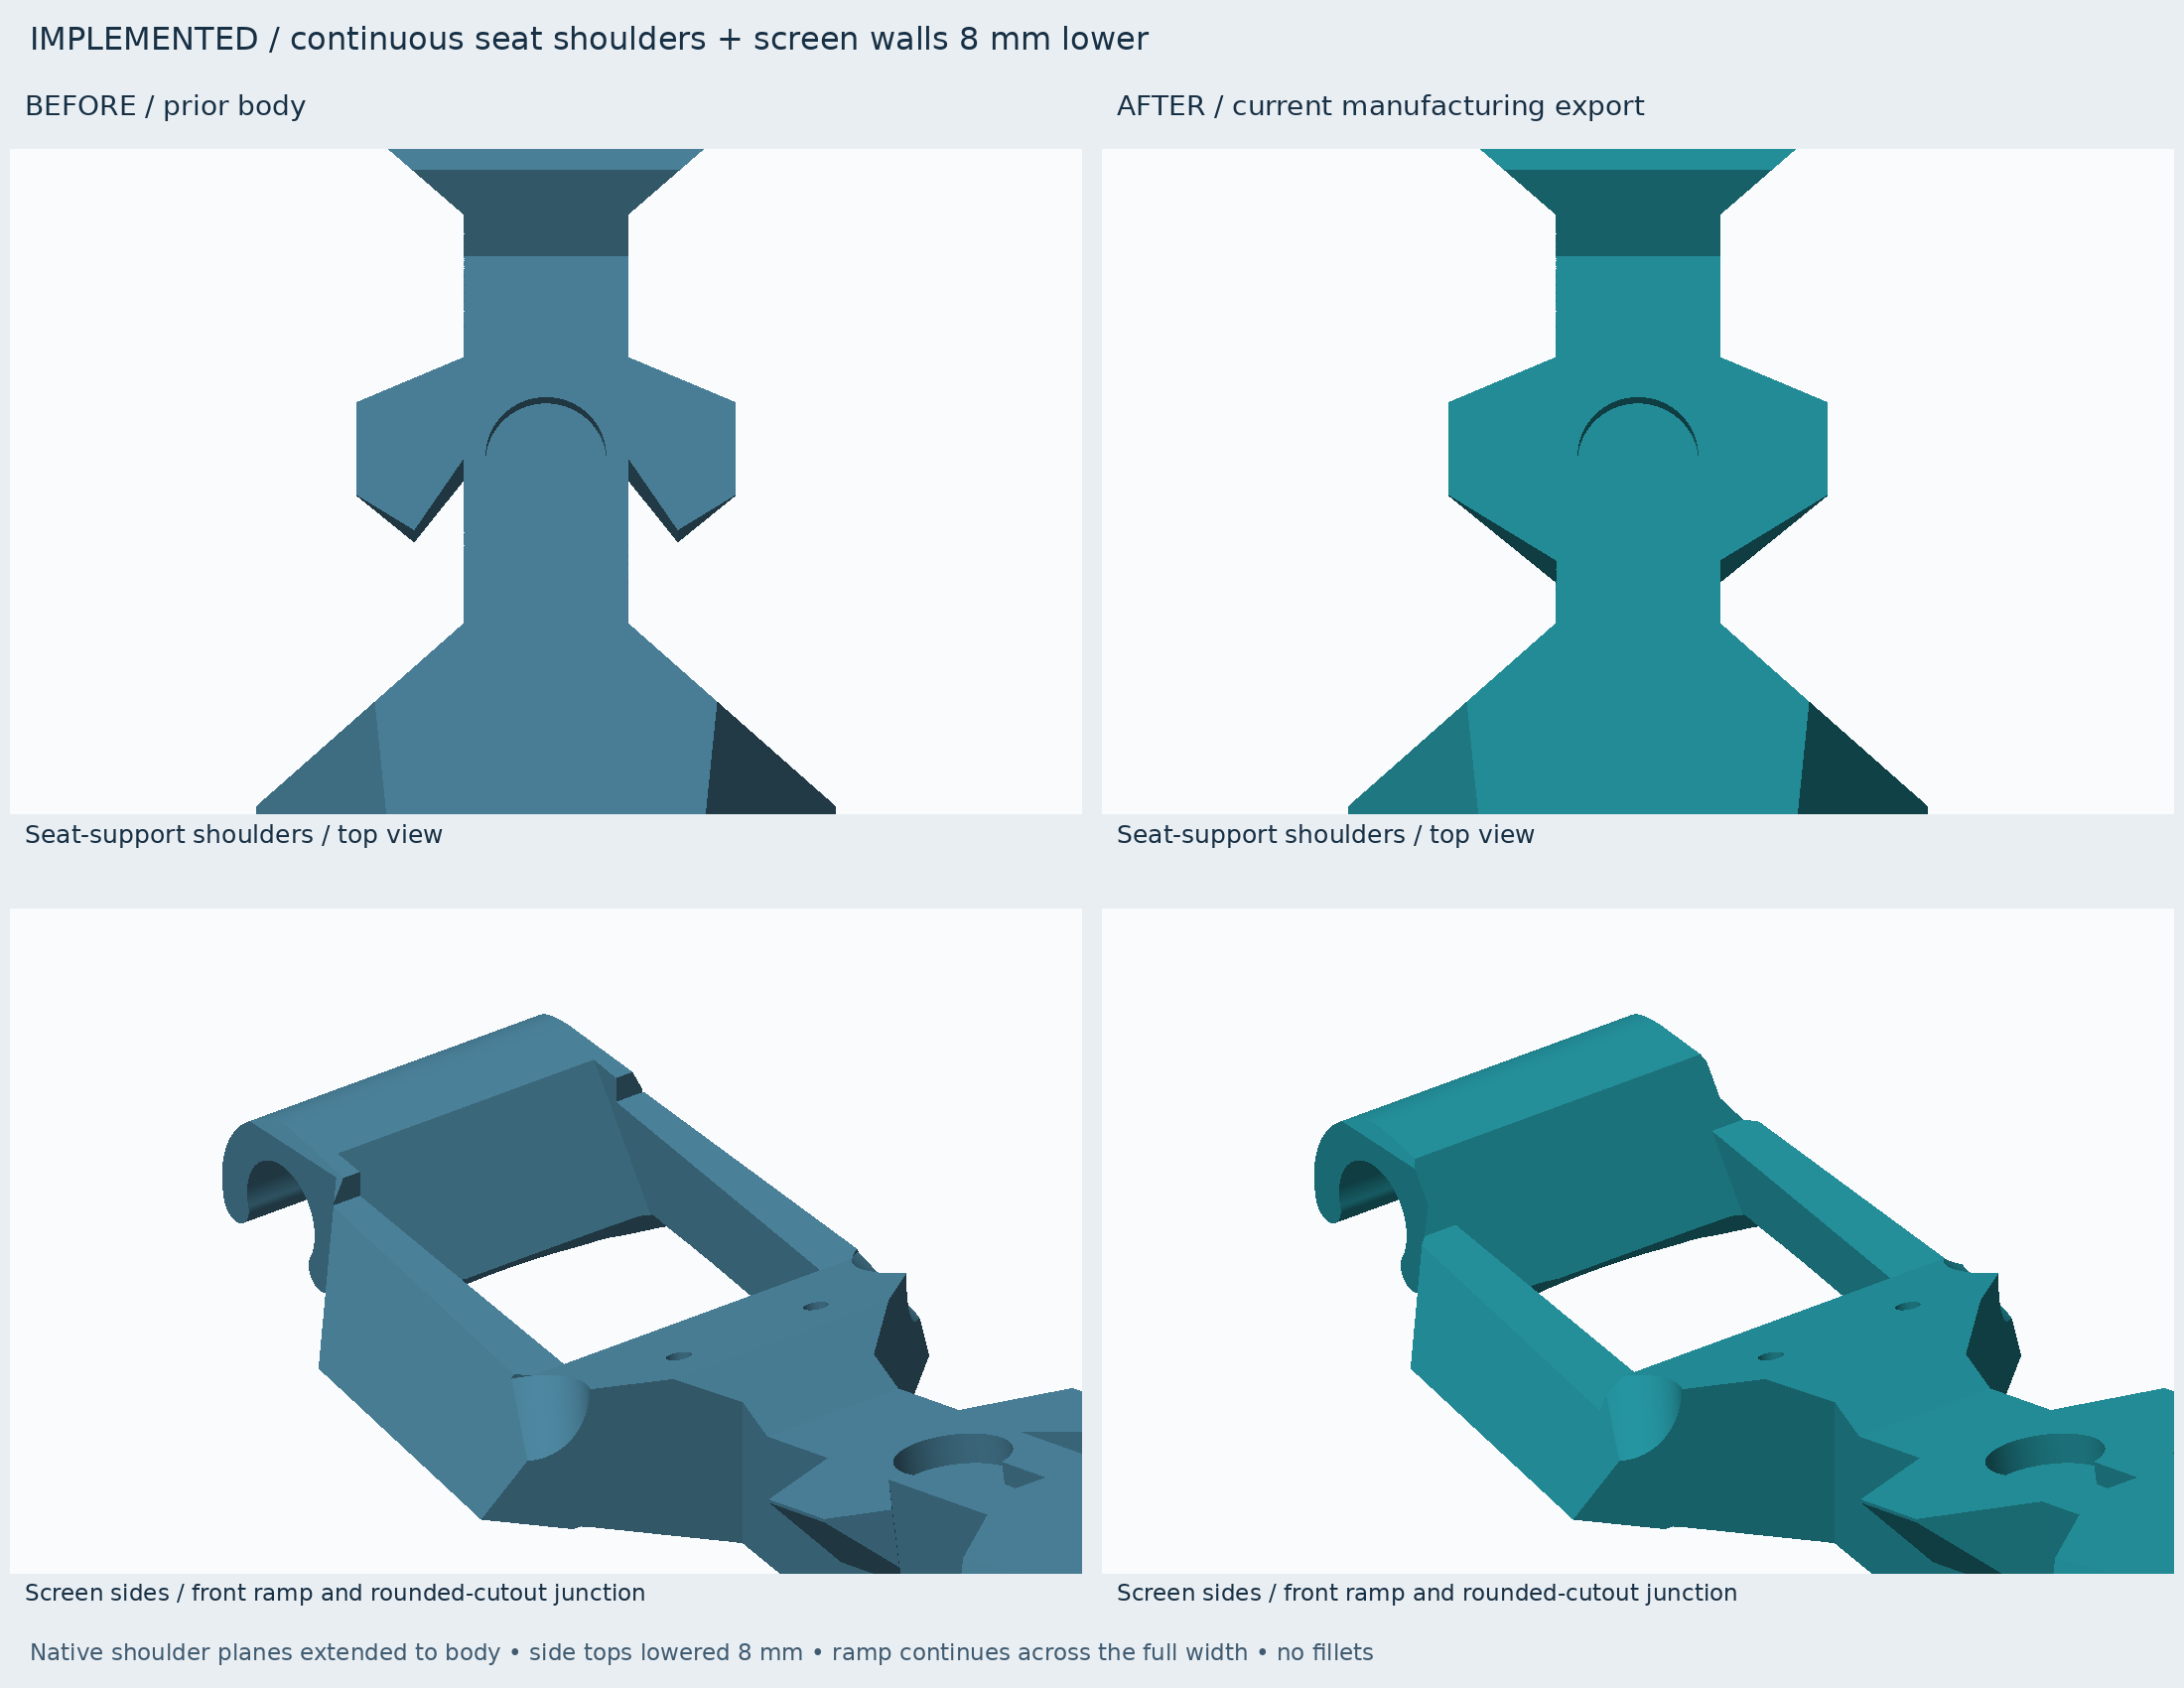 IMPLEMENTED / continuous seat shoulders + screen walls 8 mm lower
BEFORE / prior body
AFTER / current manufacturing export
Seat-support shoulders / top view
Seat-support shoulders / top view
Screen sides / front ramp and rounded-cutout junction
Screen sides / front ramp and rounded-cutout junction
Native shoulder planes extended to body • side tops lowered 8 mm • ramp continues across the full width • no fillets